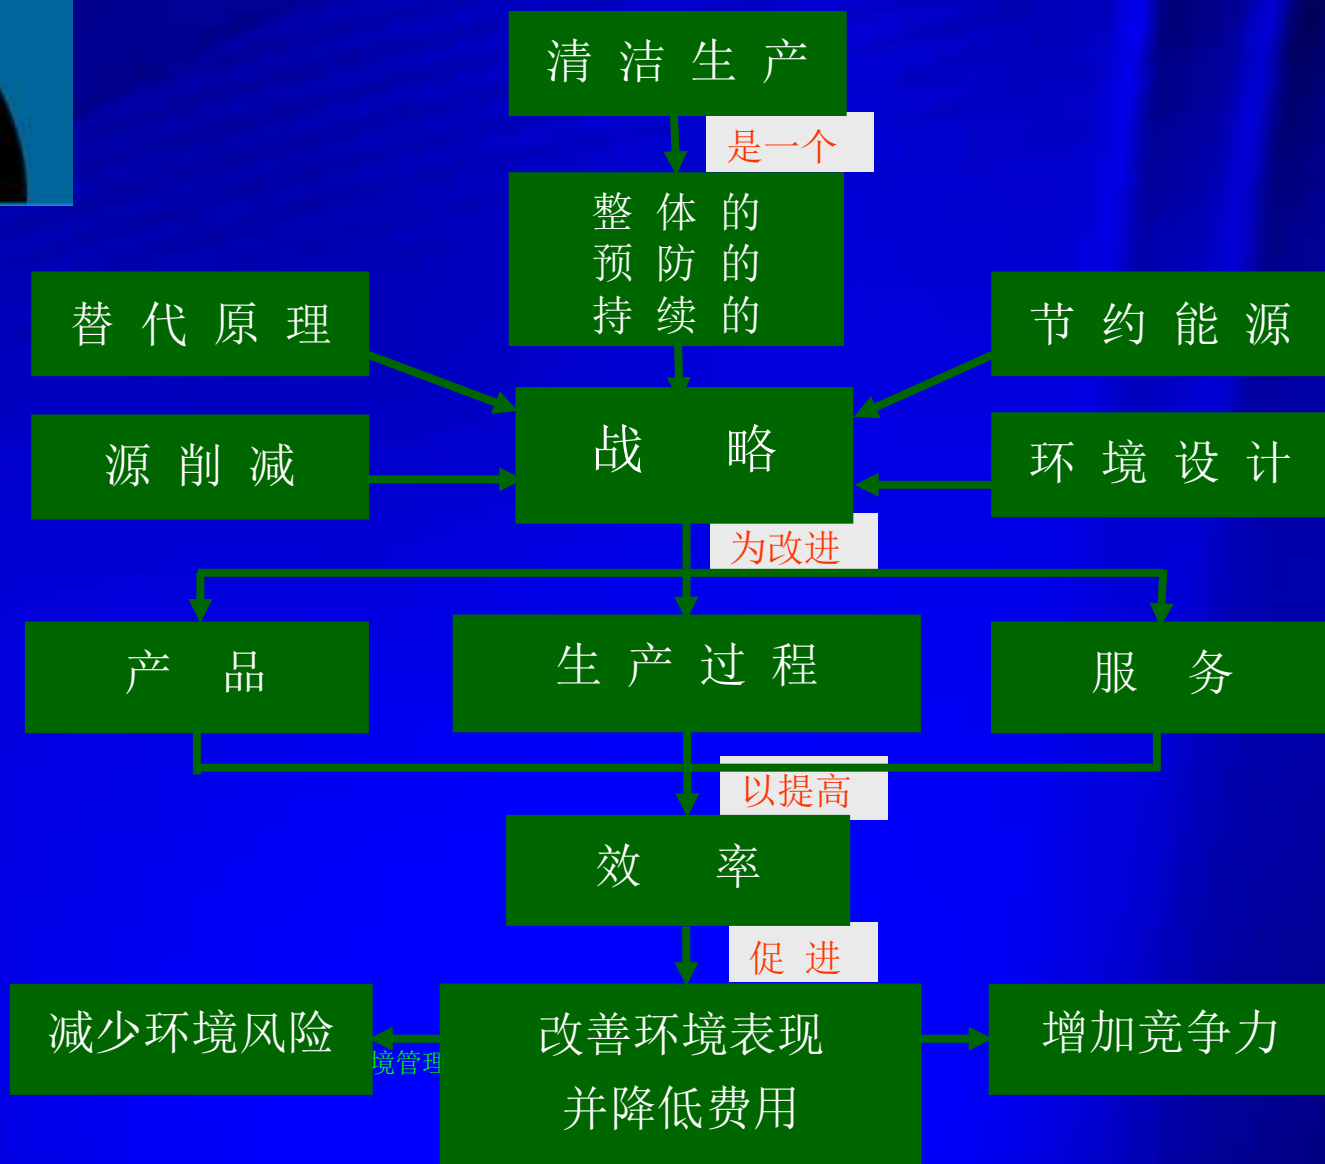 清 洁 生 产
是一个
整 体 的
预 防 的
持 续 的
替 代 原 理
节 约 能 源
战 略
源 削 减
环 境 设 计
为改进
产 品
生 产 过 程
服 务
以提高
效 率
促 进
减少环境风险
境管理
改善环境表现
并降低费用
增加竞争力